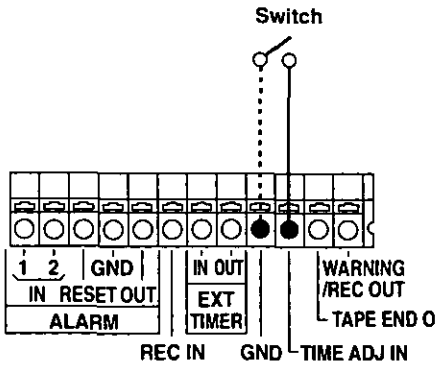 Switch
1 2 GND IN OUT WARNING
IN RESET OUT EXT /REC OUT
ALARM TIMER TAPE END O
REC IN GND TIME ADJ IN